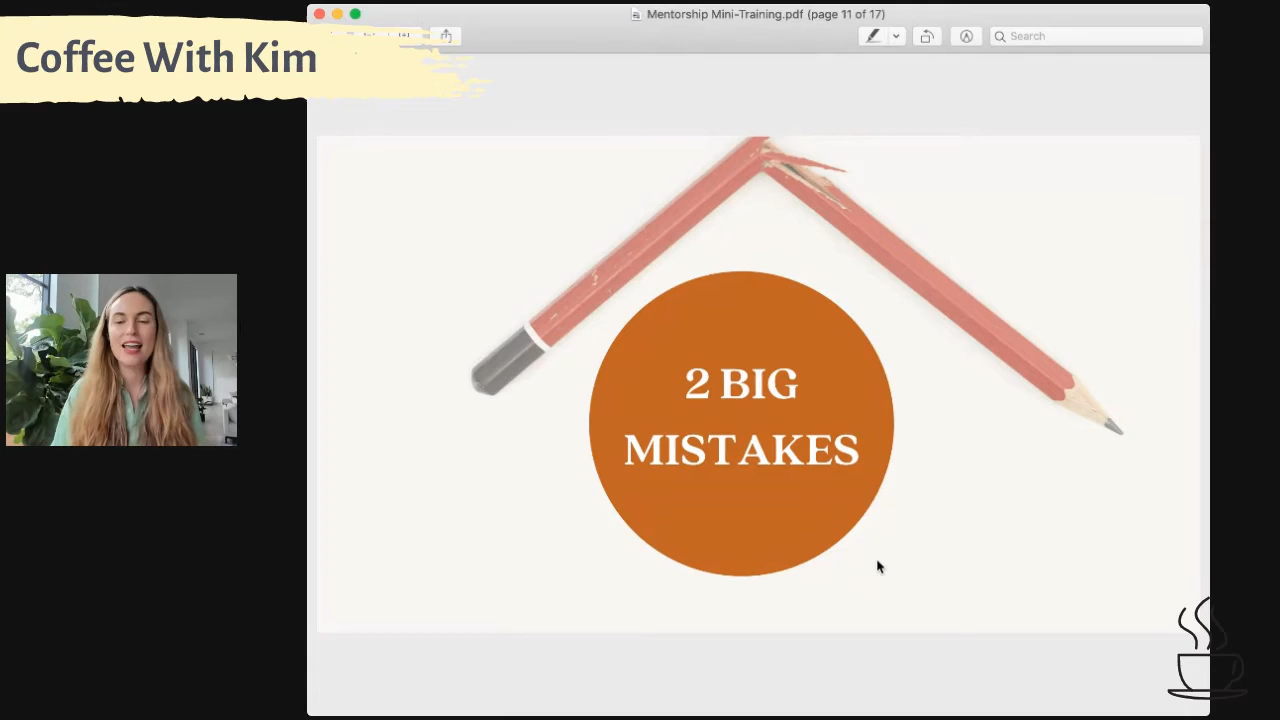 Coffee With Kim
Mentorship Mini-Training.pdf (page 11 of 17)
Search
2 BIG
MISTAKES